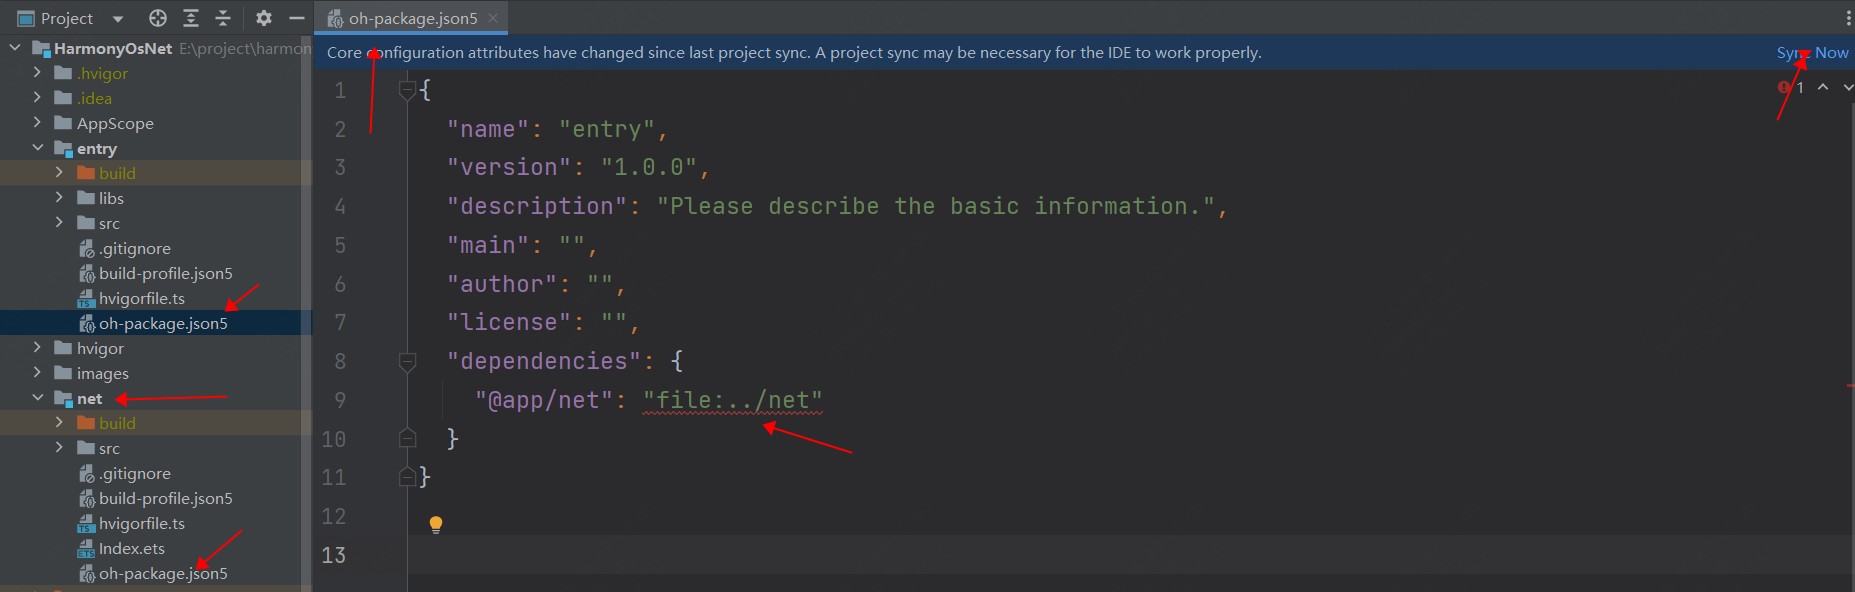 Project
HarmonyOsNet E:\project\harmon
.hvigor
.idea
AppScope
entry
build
libs
src
.gitignore
build-profile.json5
hvigorfile.ts
oh-package.json5
hvigor
images
net
build
src
.gitignore
build-profile.json5
hvigorfile.ts
Index.ets
oh-package.json5
oh-package.json5
Core configuration attributes have changed since last project sync. A project sync may be necessary for the IDE to work properly.
Sync Now
1
1 {
2 "name": "entry",
3 "version": "1.0.0",
4 "description": "Please describe the basic information.",
5 "main": "",
6 "author": "",
7 "license": "",
8 "dependencies": {
9 "@app/net": "file:../net"
10 }
11 }
12
13